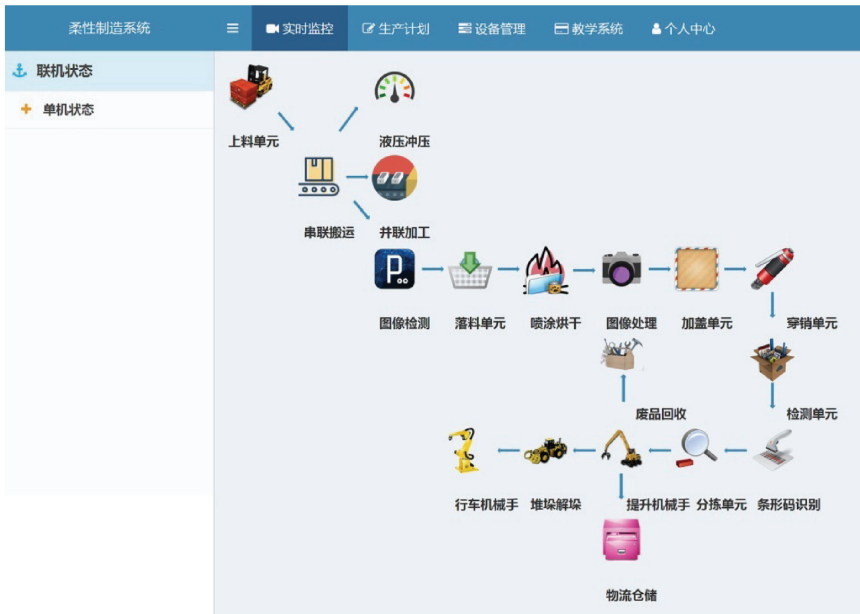 柔性制造系统
实时监控
生产计划
设备管理
教学系统
个人中心
联机状态
单机状态
上料单元
液压冲压
串联搬运
并联加工
P
图像检测
落料单元
喷涂烘干
图像处理
加盖单元
穿销单元
废品回收
检测单元
行车机械手
堆垛解垛
提升机械手
分拣单元
条形码识别
物流仓储